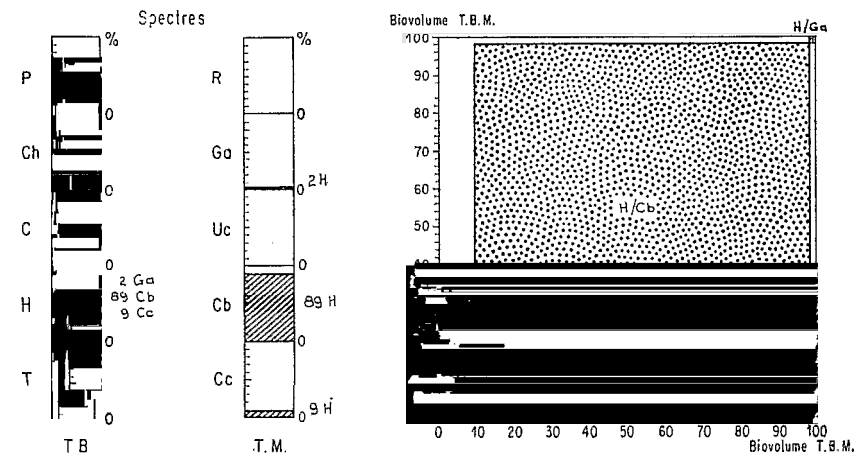 Spectres
% 
P
0
Ch
0
C
0
2 Ga
89 Cb
9 Cc
H
0
T
0
T B
%
R
0
Ga
2 H
0
Uc
0
Cb
89 H
0
Cc
9 H
0
T.M.
Biovolume T.B.M.
H/Ga
100
90
80
70
60
50
H/Cb
0 10 20 30 40 50 60 70 80 90 100
Biovolume T.B.M.